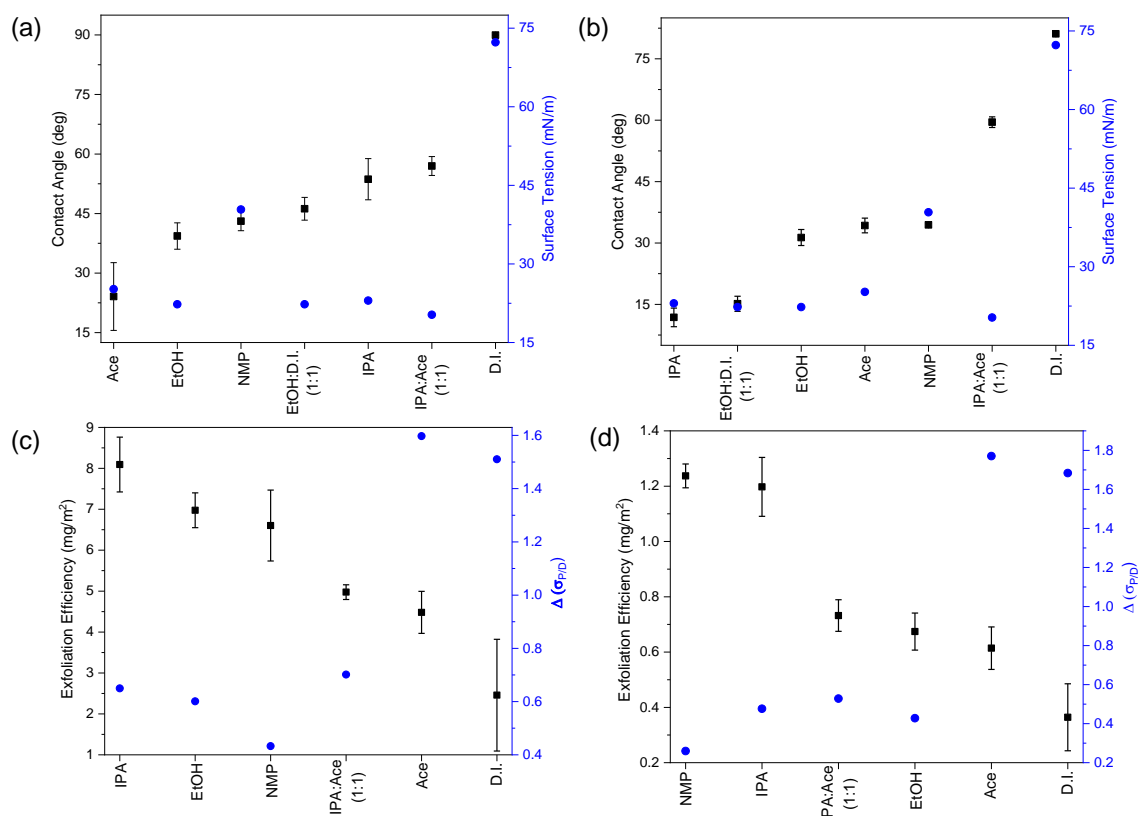 (a)
90
75
60
45
30
15
Contact Angle (deg)
75
60
45
30
15
Surface Tension (mN/m)
Ace
EtOH
NMP
EtOH:D.I.
(1:1)
IPA
IPA:Ace
(1:1)
D.I.
(b)
75
60
45
30
15
Contact Angle (deg)
75
60
45
30
15
Surface Tension (mN/m)
IPA
EtOH:D.I.
(1:1)
EtOH
Ace
NMP
IPA:Ace
(1:1)
D.I.
(c)
9
8
7
6
5
4
3
2
1
Exfoliation Efficiency (mg/m²)
1.6
1.4
1.2
1.0
0.8
0.6
0.4
Δ (σP/D)
IPA
EtOH
NMP
IPA:Ace
(1:1)
Ace
D.I.
(d)
1.4
1.2
1.0
0.8
0.6
0.4
0.2
Exfoliation Efficiency (mg/m²)
1.8
1.6
1.4
1.2
1.0
0.8
0.6
0.4
0.2
Δ (σP/D)
NMP
IPA
PA:Ace
(1:1)
EtOH
Ace
D.I.